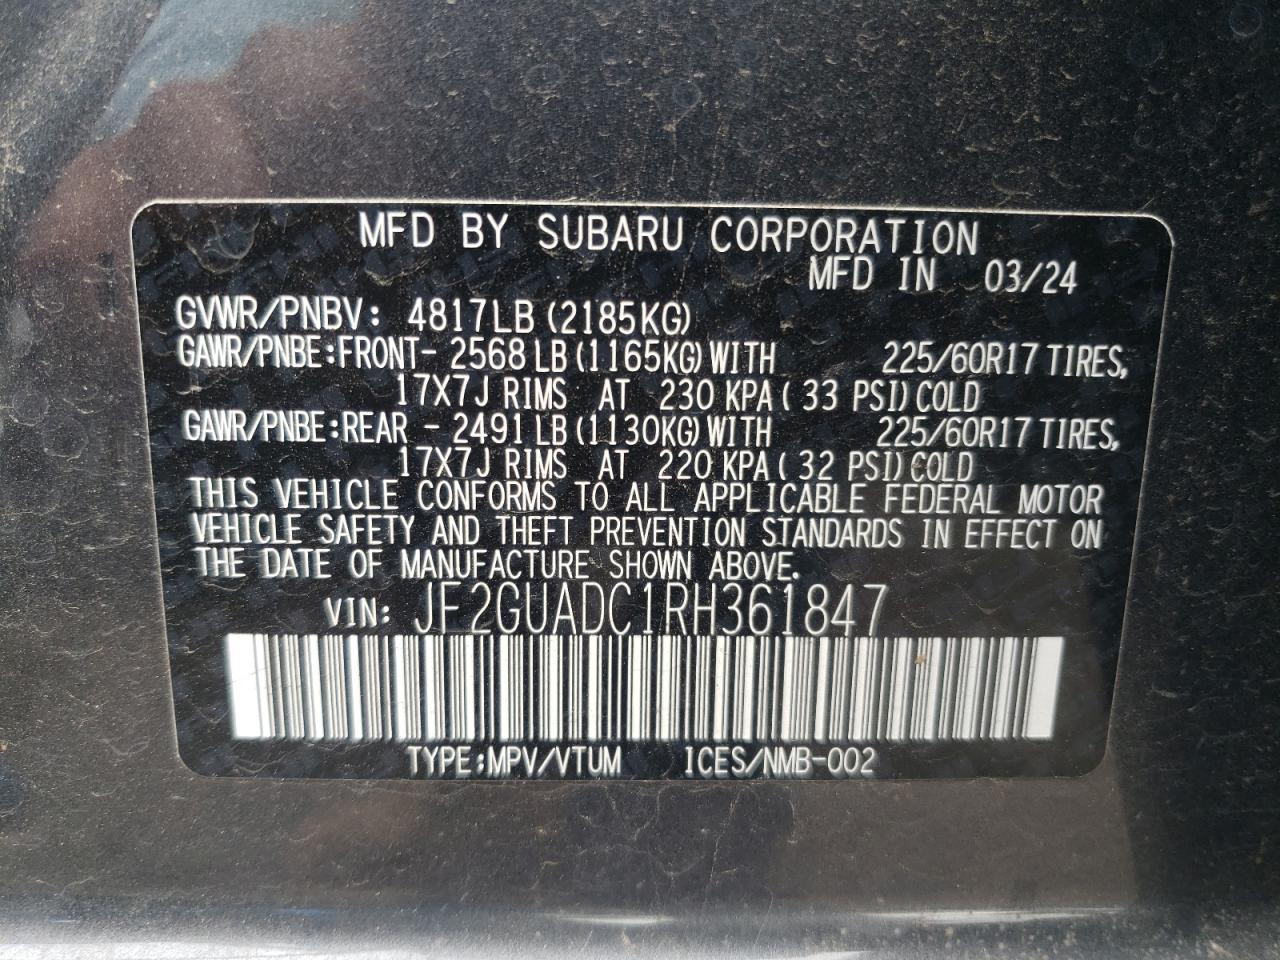 MFD BY SUBARU CORPORATION
MFD IN 03/24
GVWR/PNBV: 4817LB (2185KG)
GAWR/PNBE:FRONT- 2568 LB (1165KG) WITH 225/60R17 TIRES,
17X7J RIMS AT 230 KPA ( 33 PSI) COLD
GAWR/PNBE:REAR - 2491 LB (1130KG) WITH 225/60R17 TIRES,
17X7J RIMS AT 220 KPA ( 32 PSI) COLD
THIS VEHICLE CONFORMS TO ALL APPLICABLE FEDERAL MOTOR
VEHICLE SAFETY AND THEFT PREVENTION STANDARDS IN EFFECT ON
THE DATE OF MANUFACTURE SHOWN ABOVE.
VIN: JF2GUADC1RH361847
TYPE:MPV/VTUM ICES/NMB-002